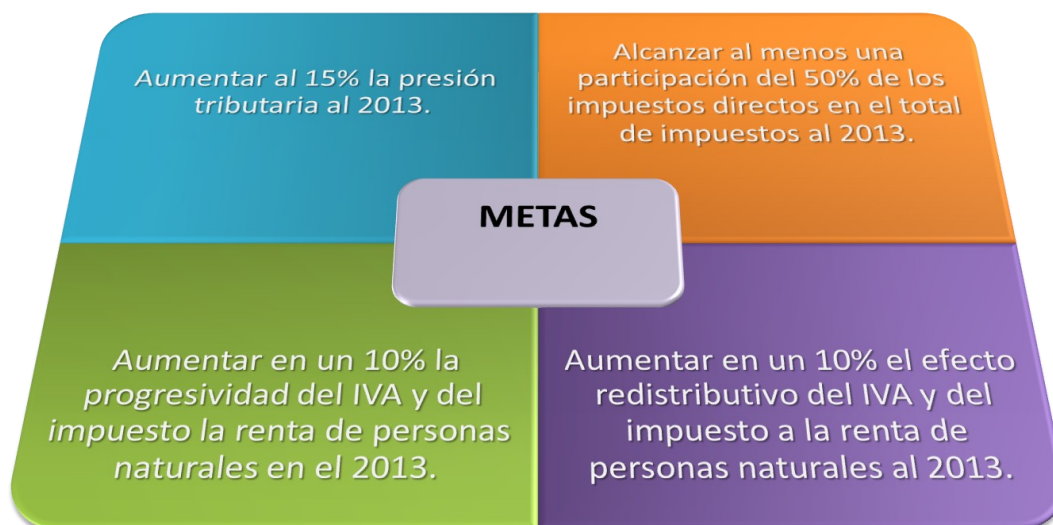 Aumentar al 15% la presión
tributaria al 2013.
Alcanzar al menos una
participación del 50% de los
impuestos directos en el total
de impuestos al 2013.
METAS
Aumentar en un 10% la
progresividad del IVA y del
impuesto la renta de personas
naturales en el 2013.
Aumentar en un 10% el efecto
redistributivo del IVA y del
impuesto a la renta de
personas naturales al 2013.